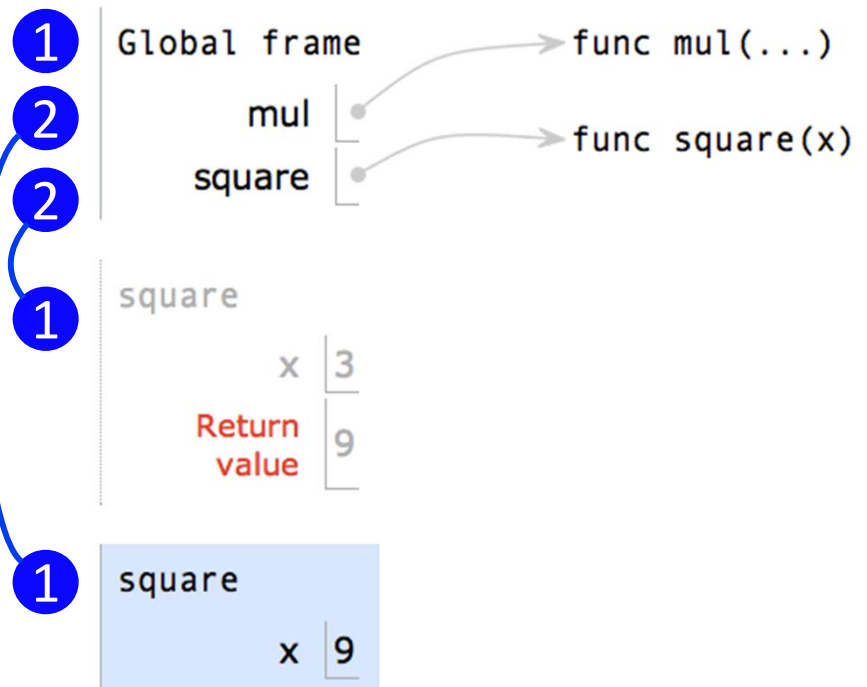 1 Global frame func mul(...)
2 mul
func square(x)
2 square
square
1
x 3
Return
value 9
1 square
x 9